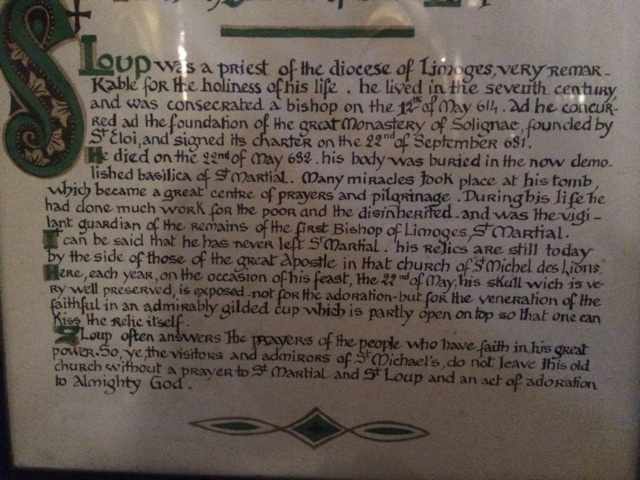 S Loup was a priest of the diocese of Limoges, very remar-
kable for the holiness of his life. he lived in the seventh century
and was consecrated a bishop on the 12th of May 611. Ad he concur-
red ad the foundation of the great Monastery of Solignac, founded by
St Eloi, and signed its charter on the 22nd of September 681.
He died on the 22nd of May 682. his body was buried in the now demo-
lished basilica of St Martial. Many miracles took place at his tomb,
which became a great centre of prayers and pilgrinage. During his life he
had done much work for the poor and the disinherited-and was the vigi-
lant guardian of the remains of the first Bishop of Limoges, St Martial.
It can be said that he has never left St Martial. his relics are still today
by the side of those of the great Apostle in that church of St Michel des Lions.
Here, each year, on the occasion of his feast, the 22nd of May, his skull wich is ve-
ry well preserved, is exposed-not for the adoration-but for the veneration of the
faithful in an admirably gilded cup which is partly open on top so that one can
kiss the relic itself.
S Loup often answers the prayers of the people who have faith in his great
power. So, ye, the visitors and admirors of St Michael's, do not leave this old
church without a prayer to St Martial and St Loup and an act of adoration
to Almighty God.